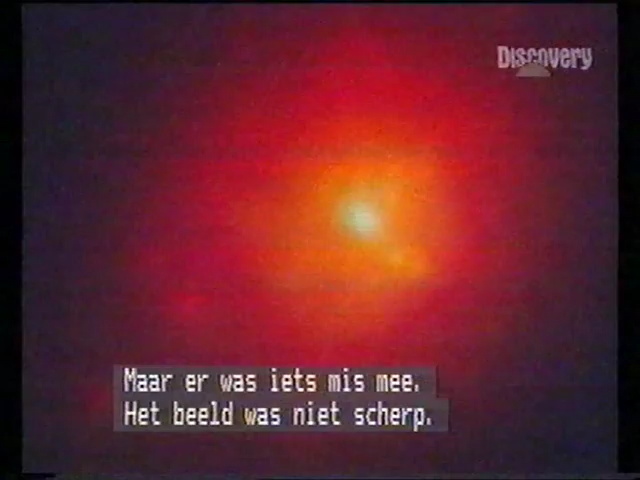 Discovery
Maar er was iets mis mee.
Het beeld was niet scherp.